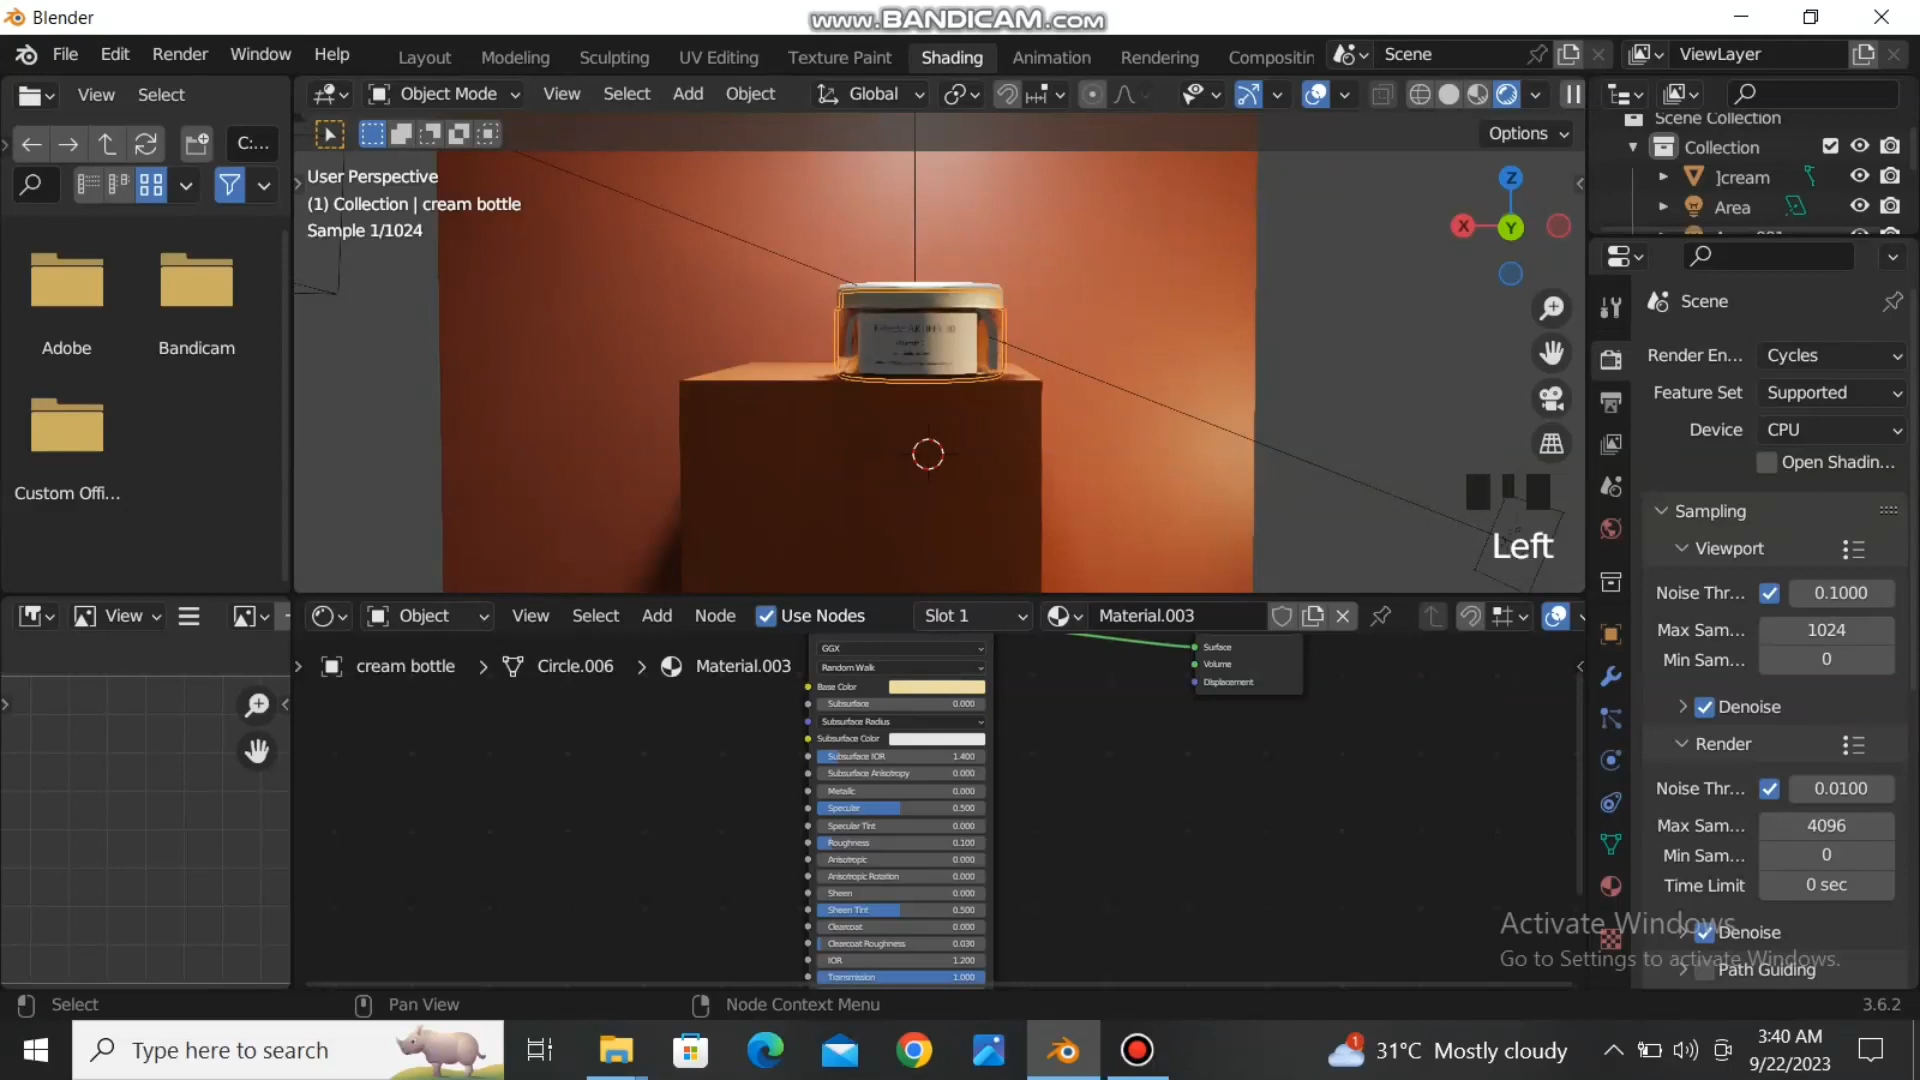 Blender
www.BANDICAM.com
File Edit Render Window Help
Layout Modeling Sculpting UV Editing Texture Paint Shading Animation Rendering Compositin
Scene
ViewLayer
View Select
Object Mode View Select Add Object Global
Options
C:...
User Perspective
(1) Collection | cream bottle
Sample 1/1024
Z
X
Y
Left
Adobe
Bandicam
Custom Offi...
Scene Collection
Collection
]cream
Area
Scene
Render En... Cycles
Feature Set Supported
Device CPU
Open Shadin...
Sampling
Viewport
Noise Thr... 0.1000
Max Sam... 1024
Min Sam... 0
Denoise
Render
Noise Thr... 0.0100
Max Sam... 4096
Min Sam... 0
Time Limit 0 sec
Denoise
Path Guiding
View
Object View Select Add Node Use Nodes Slot 1 Material.003
cream bottle > Circle.006 > Material.003
GGX
Random Walk
Base Color
Subsurface 0.000
Subsurface Radius
Subsurface Color
Subsurface IOR 1.400
Subsurface Anisotropy 0.000
Metallic 0.000
Specular 0.500
Specular Tint 0.000
Roughness 0.100
Anisotropic 0.000
Anisotropic Rotation 0.000
Sheen 0.000
Sheen Tint 0.500
Clearcoat 0.000
Clearcoat Roughness 0.030
IOR 1.200
Transmission 1.000
Surface
Volume
Displacement
Activate Windows
Go to Settings to activate Windows.
Select
Pan View
Node Context Menu
3.6.2
Type here to search
1
31°C Mostly cloudy
3:40 AM
9/22/2023